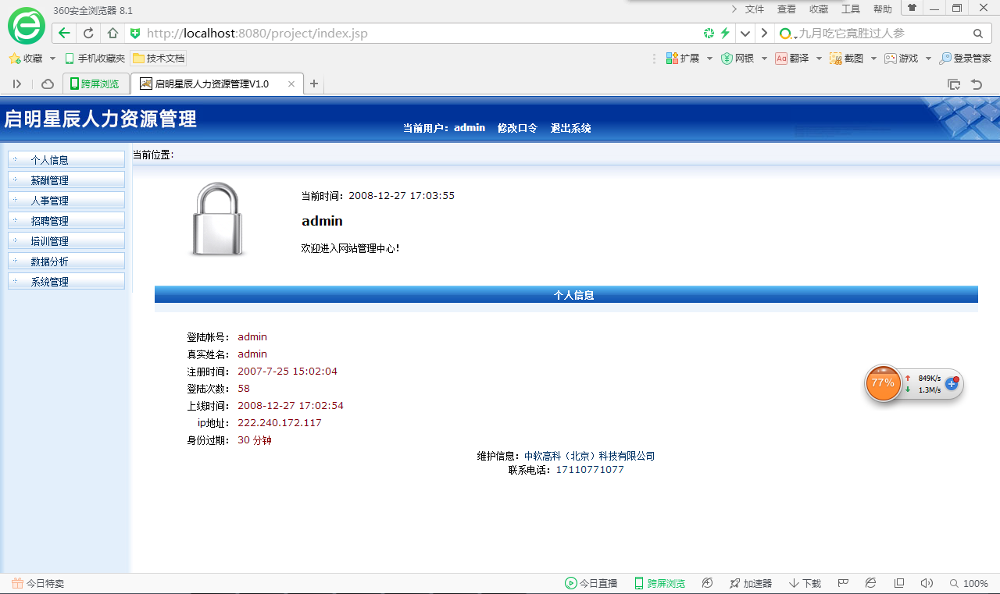 360安全浏览器 8.1
文件 查看 收藏 工具 帮助
http://localhost:8080/project/index.jsp
九月吃它竟胜过人参
收藏 手机收藏夹 技术文档
扩展 网银 翻译 截图 游戏 登录管家
跨屏浏览 启明星辰人力资源管理V1.0
启明星辰人力资源管理
当前用户：admin 修改口令 退出系统
个人信息
薪酬管理
人事管理
招聘管理
培训管理
数据分析
系统管理
当前位置:
当前时间：2008-12-27 17:03:55
admin
欢迎进入网站管理中心！
个人信息
登陆帐号： admin
真实姓名： admin
注册时间： 2007-7-25 15:02:04
登陆次数： 58
上线时间： 2008-12-27 17:02:54
ip地址： 222.240.172.117
身份过期： 30 分钟
维护信息：中软高科（北京）科技有限公司
联系电话：17110771077
77%
849K/s
1.3M/s
今日特卖
今日直播 跨屏浏览 加速器 下载 100%